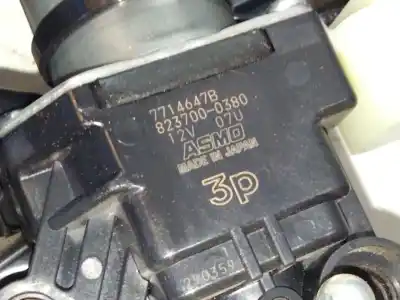 7714647B
823700-0380
12V 07U
ASMO
MADE IN JAPAN
3P